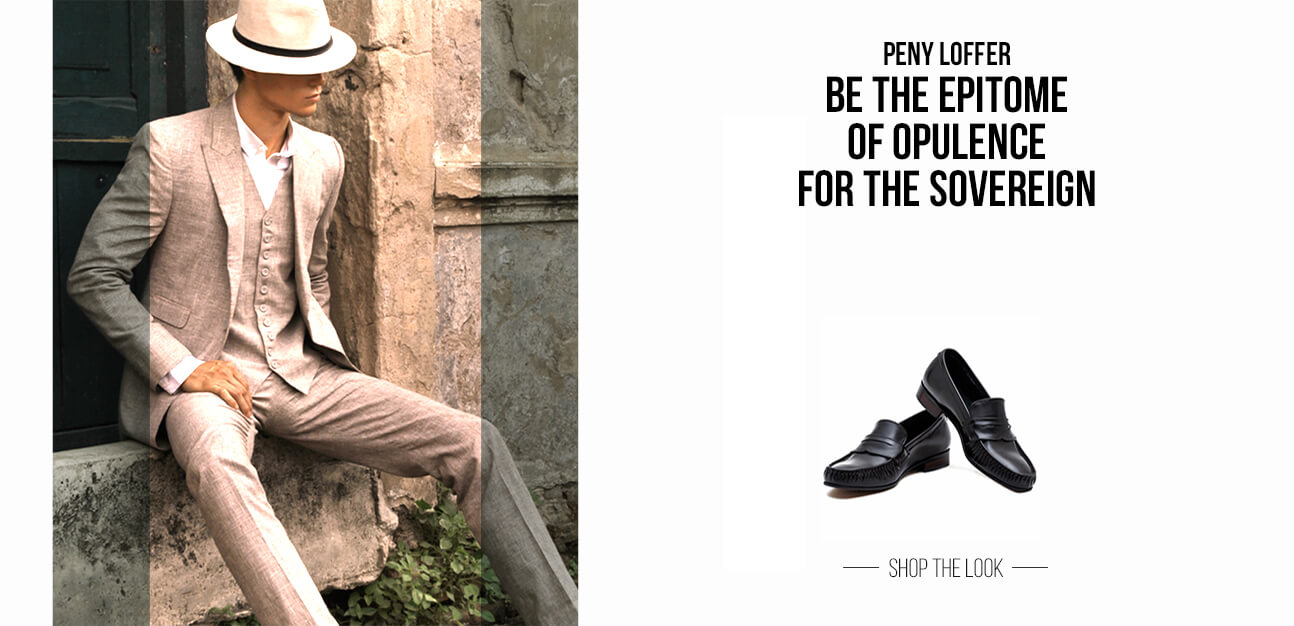 PENY LOFFER
BE THE EPITOME
OF OPULENCE
FOR THE SOVEREIGN
SHOP THE LOOK